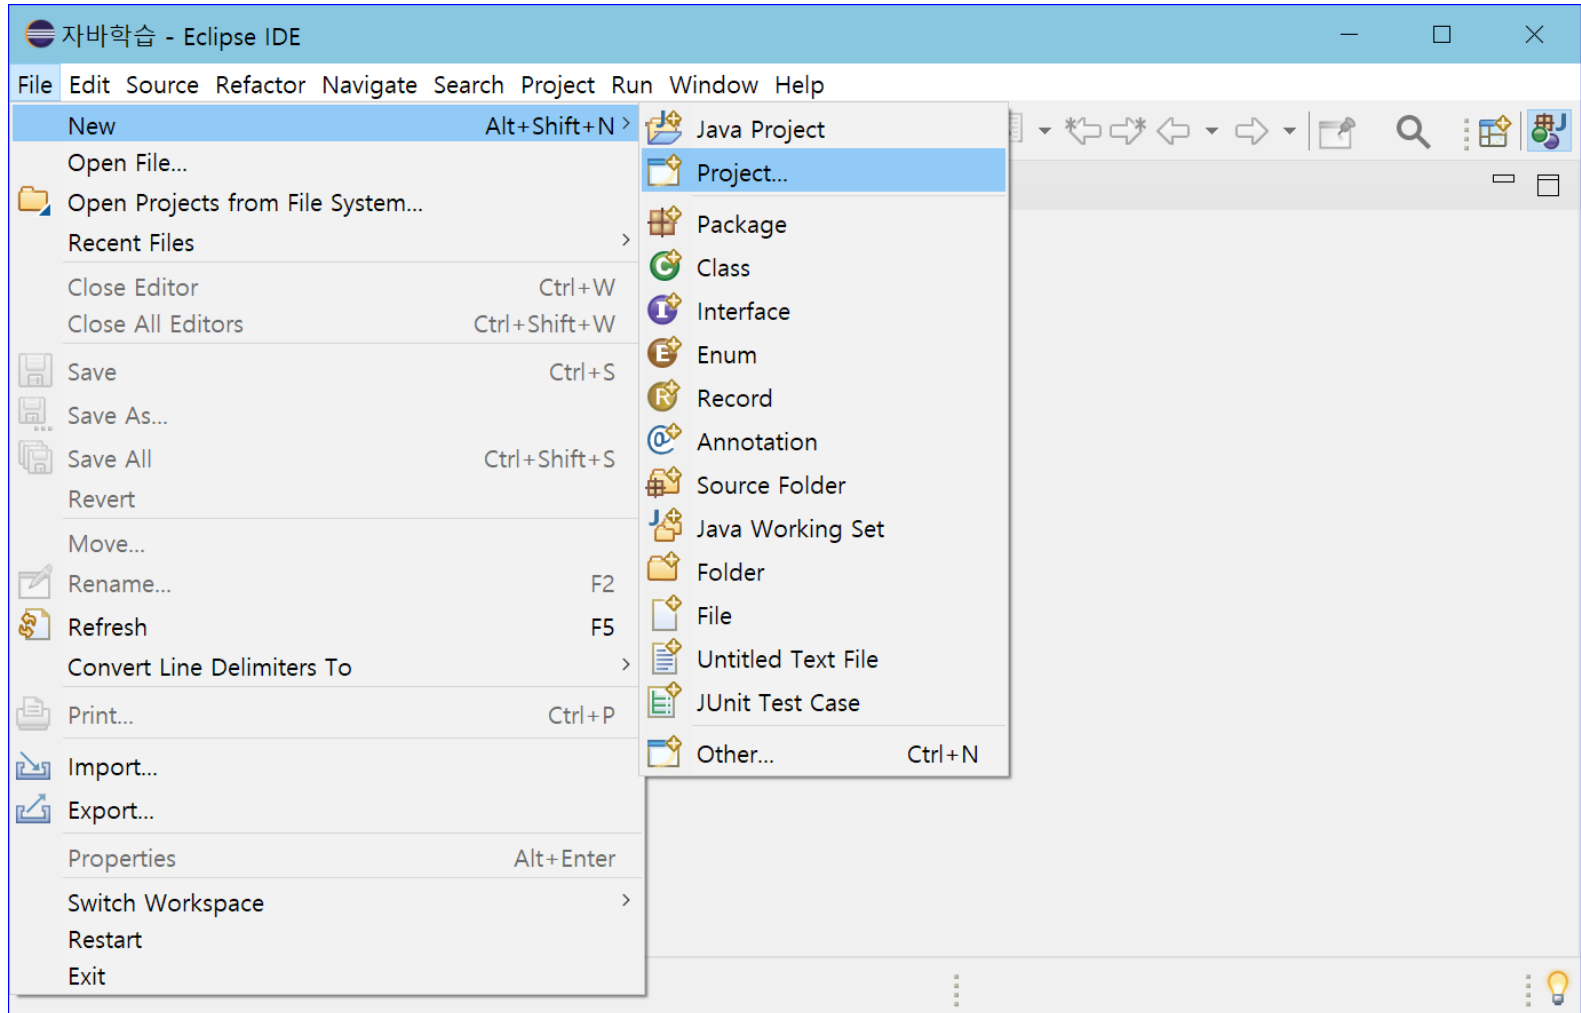 자바학습 - Eclipse IDE
File Edit Source Refactor Navigate Search Project Run Window Help
New Alt+Shift+N >
Open File...
Open Projects from File System...
Recent Files >
Close Editor Ctrl+W
Close All Editors Ctrl+Shift+W
Save Ctrl+S
Save As...
Save All Ctrl+Shift+S
Revert
Move...
Rename... F2
Refresh F5
Convert Line Delimiters To >
Print... Ctrl+P
Import...
Export...
Properties Alt+Enter
Switch Workspace >
Restart
Exit
Java Project
Project...
Package
Class
Interface
Enum
Record
Annotation
Source Folder
Java Working Set
Folder
File
Untitled Text File
JUnit Test Case
Other... Ctrl+N